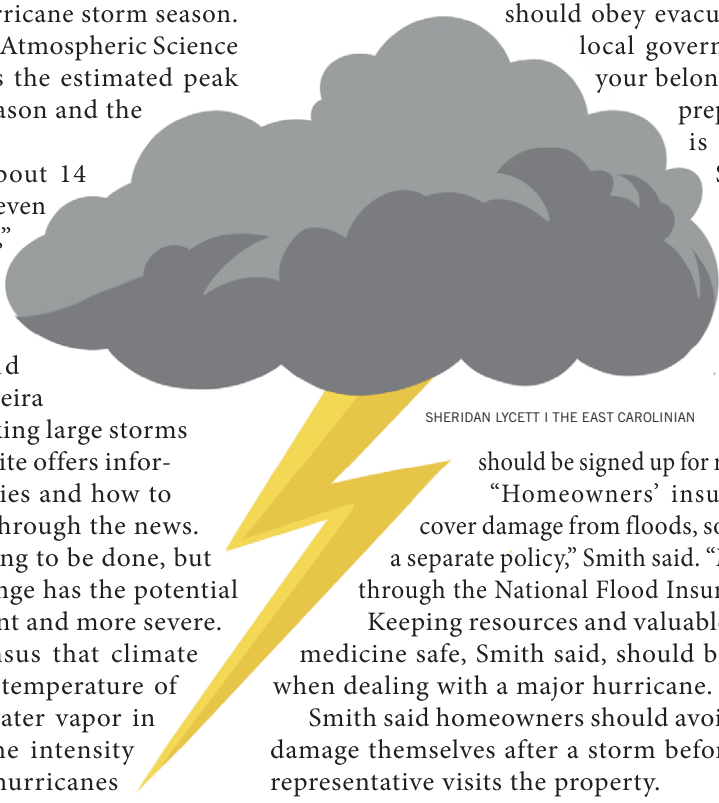 rricane storm season.
Atmospheric Science
s the estimated peak
ason and the
bout 14
even
,”
ld
eira
king large storms
ite offers infor-
ies and how to
hrough the news.
ng to be done, but
nge has the potential
nt and more severe.
nsus that climate
temperature of
ater vapor in
he intensity
hurricanes
should obey evacu
local govern
your belon
prep
is
S
SHERIDAN LYCETT I THE EAST CAROLINIAN
should be signed up for n
“Homeowners’ insu
cover damage from floods, so
a separate policy,” Smith said. “
through the National Flood Insur
Keeping resources and valuabl
medicine safe, Smith said, should b
when dealing with a major hurricane.
Smith said homeowners should avoi
damage themselves after a storm befor
representative visits the property.